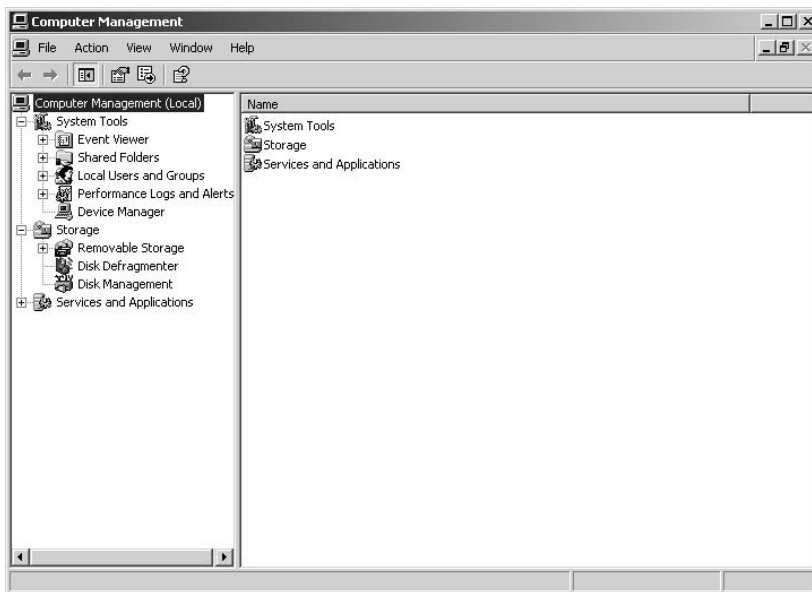 Computer Management
File Action View Window Help
Computer Management (Local)
System Tools
Event Viewer
Shared Folders
Local Users and Groups
Performance Logs and Alerts
Device Manager
Storage
Removable Storage
Disk Defragmenter
Disk Management
Services and Applications
Name
System Tools
Storage
Services and Applications